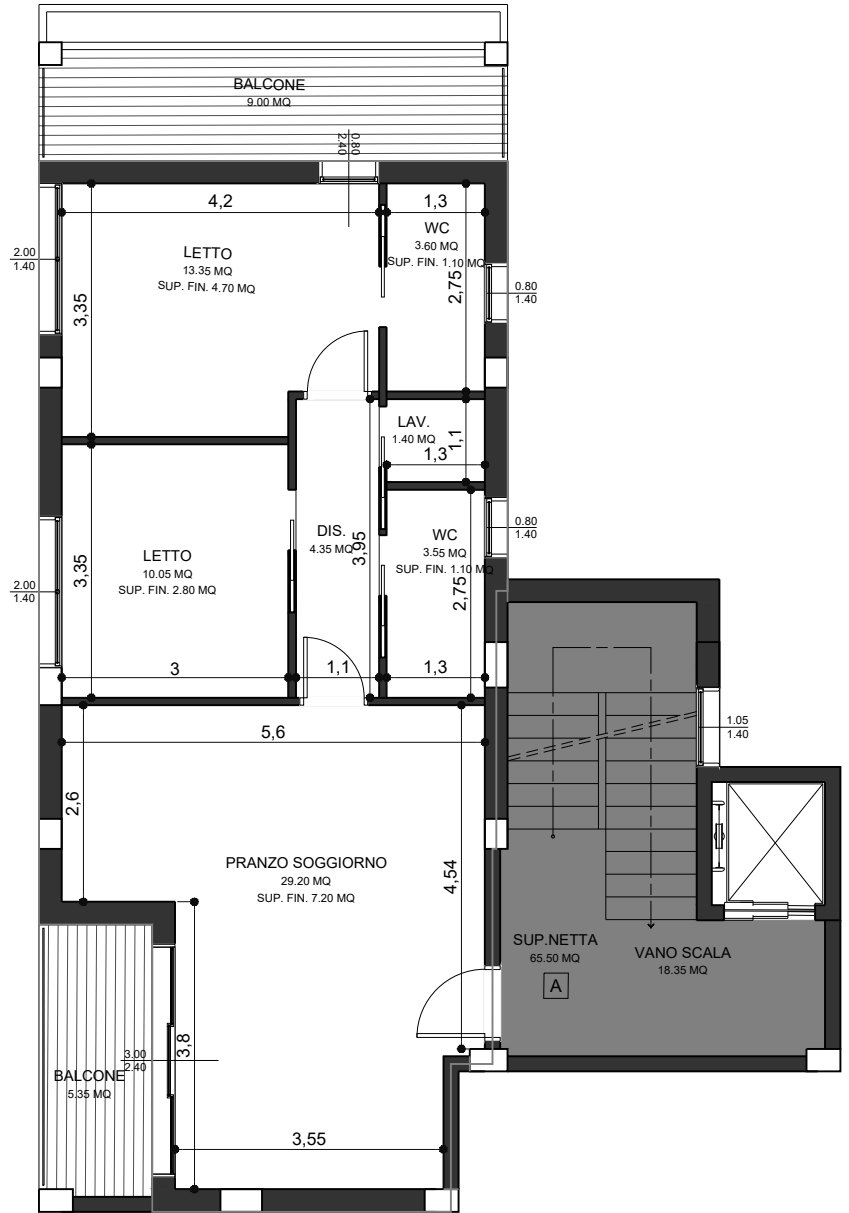 BALCONE
9.00 MQ
0.80
2.40
4,2
1,3
WC
3.60 MQ
SUP. FIN. 1.10 MQ
LETTO
13.35 MQ
SUP. FIN. 4.70 MQ
2.00
1.40
0.80
1.40
3,35
2,75
LAV.
1.40 MQ
1,1
1,3
DIS.
4.35 MQ
3,95
WC
3.55 MQ
SUP. FIN. 1.10 MQ
0.80
1.40
LETTO
10.05 MQ
SUP. FIN. 2.80 MQ
2.00
1.40
3,35
2,75
3
1,1
1,3
5,6
1.05
1.40
2,6
PRANZO SOGGIORNO
29.20 MQ
SUP. FIN. 7.20 MQ
4,54
SUP.NETTA
65.50 MQ
A
VANO SCALA
18.35 MQ
3.00
2.40
3,8
BALCONE
5.35 MQ
3,55